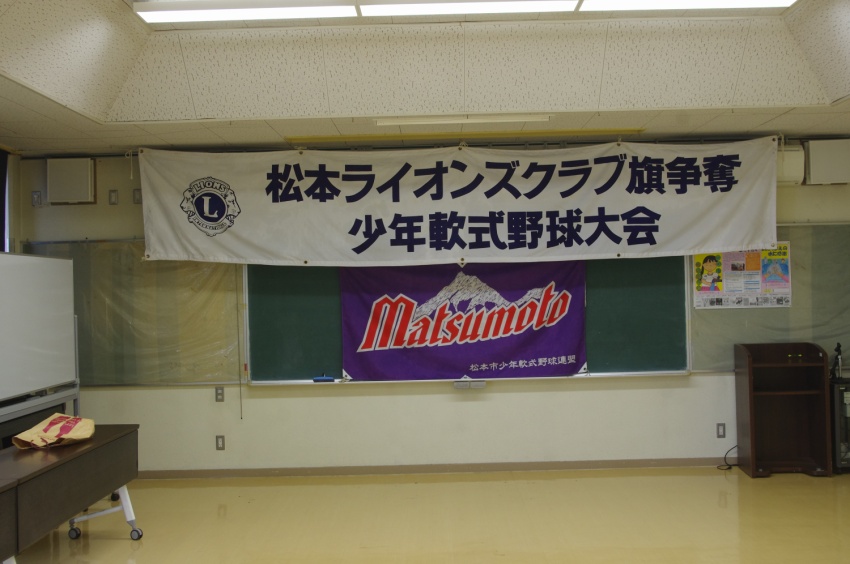 松本ライオンズクラブ旗争奪
少年軟式野球大会
LIONS
L
Matsumoto
松本市少年軟式野球連盟